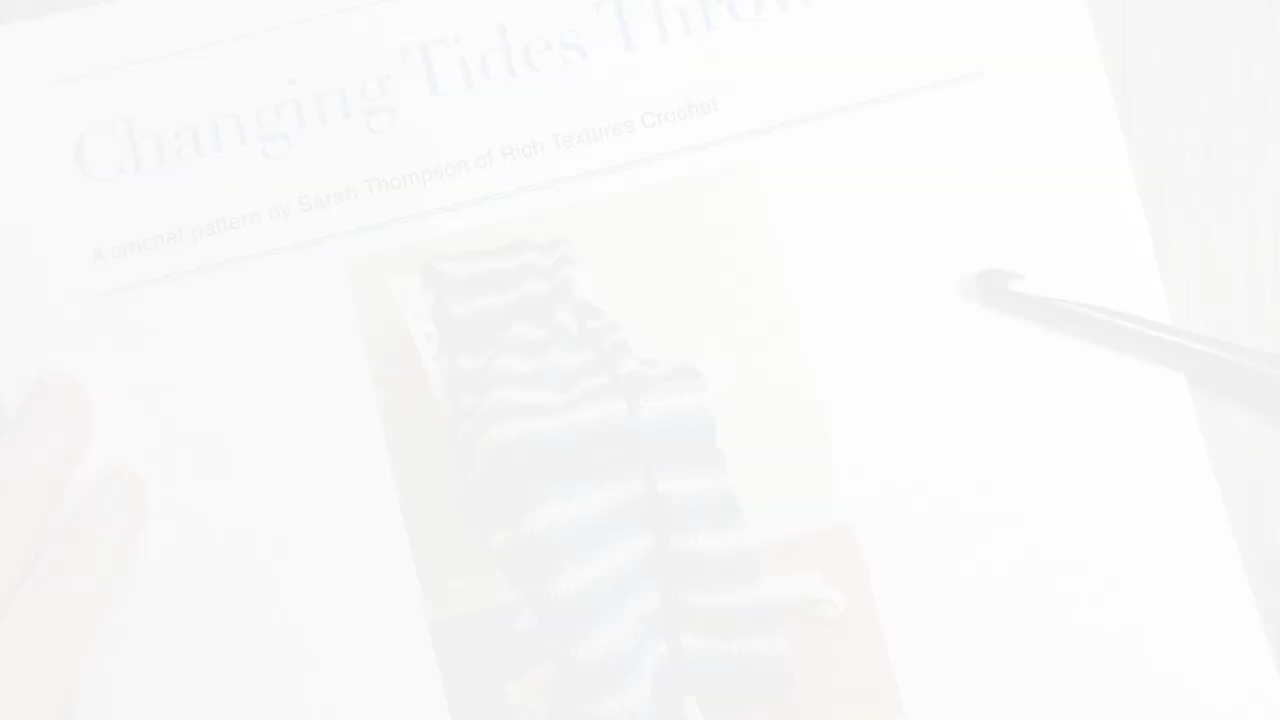 Changing Tides Throw
A crochet pattern by Sarah Thompson of Rich Textures Crochet